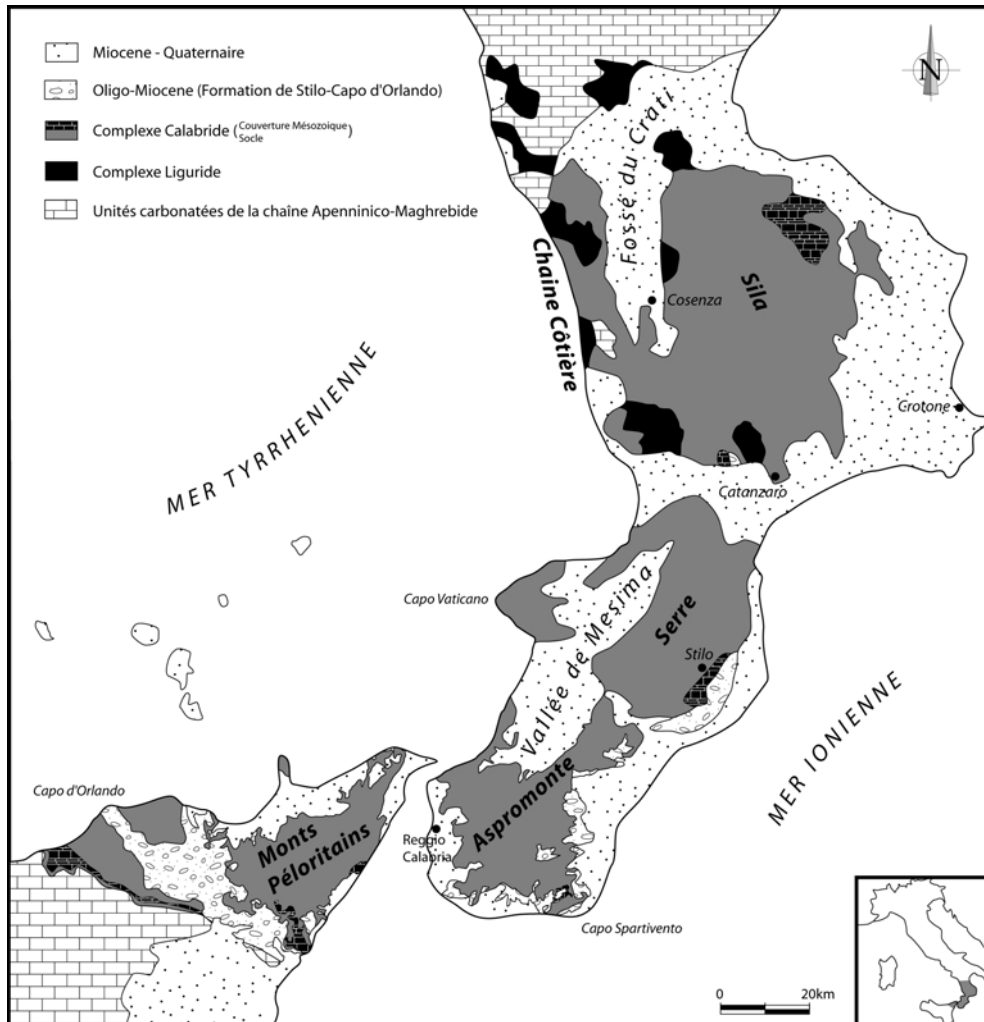 Miocene - Quaternaire
Oligo-Miocene (Formation de Stilo-Capo d'Orlando)
Complexe Calabride (Couverture Mésozoique
Socle)
Complexe Liguride
Unités carbonatées de la chaîne Apenninico-Maghrebide
N
Fosse du Crati
Chaine Côtière
Sila
Cosenza
Crotone
Catanzaro
MER TYRRHENIENNE
Capo Vaticano
Vallée de Mesima
Serre
Stilo
MER IONIENNE
Capo d'Orlando
Monts
Péloritains
Reggio
Calabria
Aspromonte
Capo Spartivento
0 20km